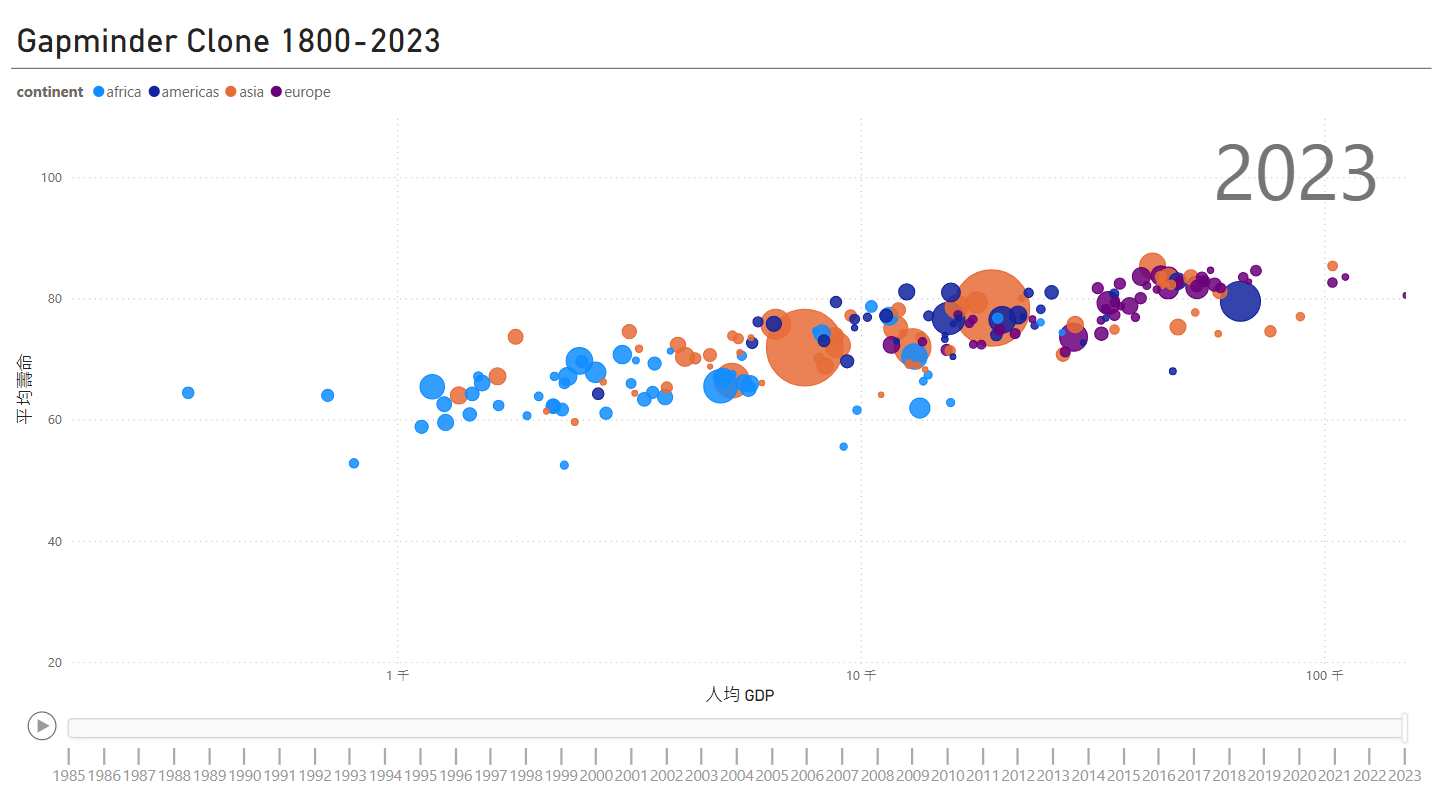 Gapminder Clone 1800-2023
continent africa americas asia europe
2023
100
80
60
40
20
平均壽命
1 千 10 千 100 千
人均 GDP
1985 1986 1987 1988 1989 1990 1991 1992 1993 1994 1995 1996 1997 1998 1999 2000 2001 2002 2003 2004 2005 2006 2007 2008 2009 2010 2011 2012 2013 2014 2015 2016 2017 2018 2019 2020 2021 2022 2023